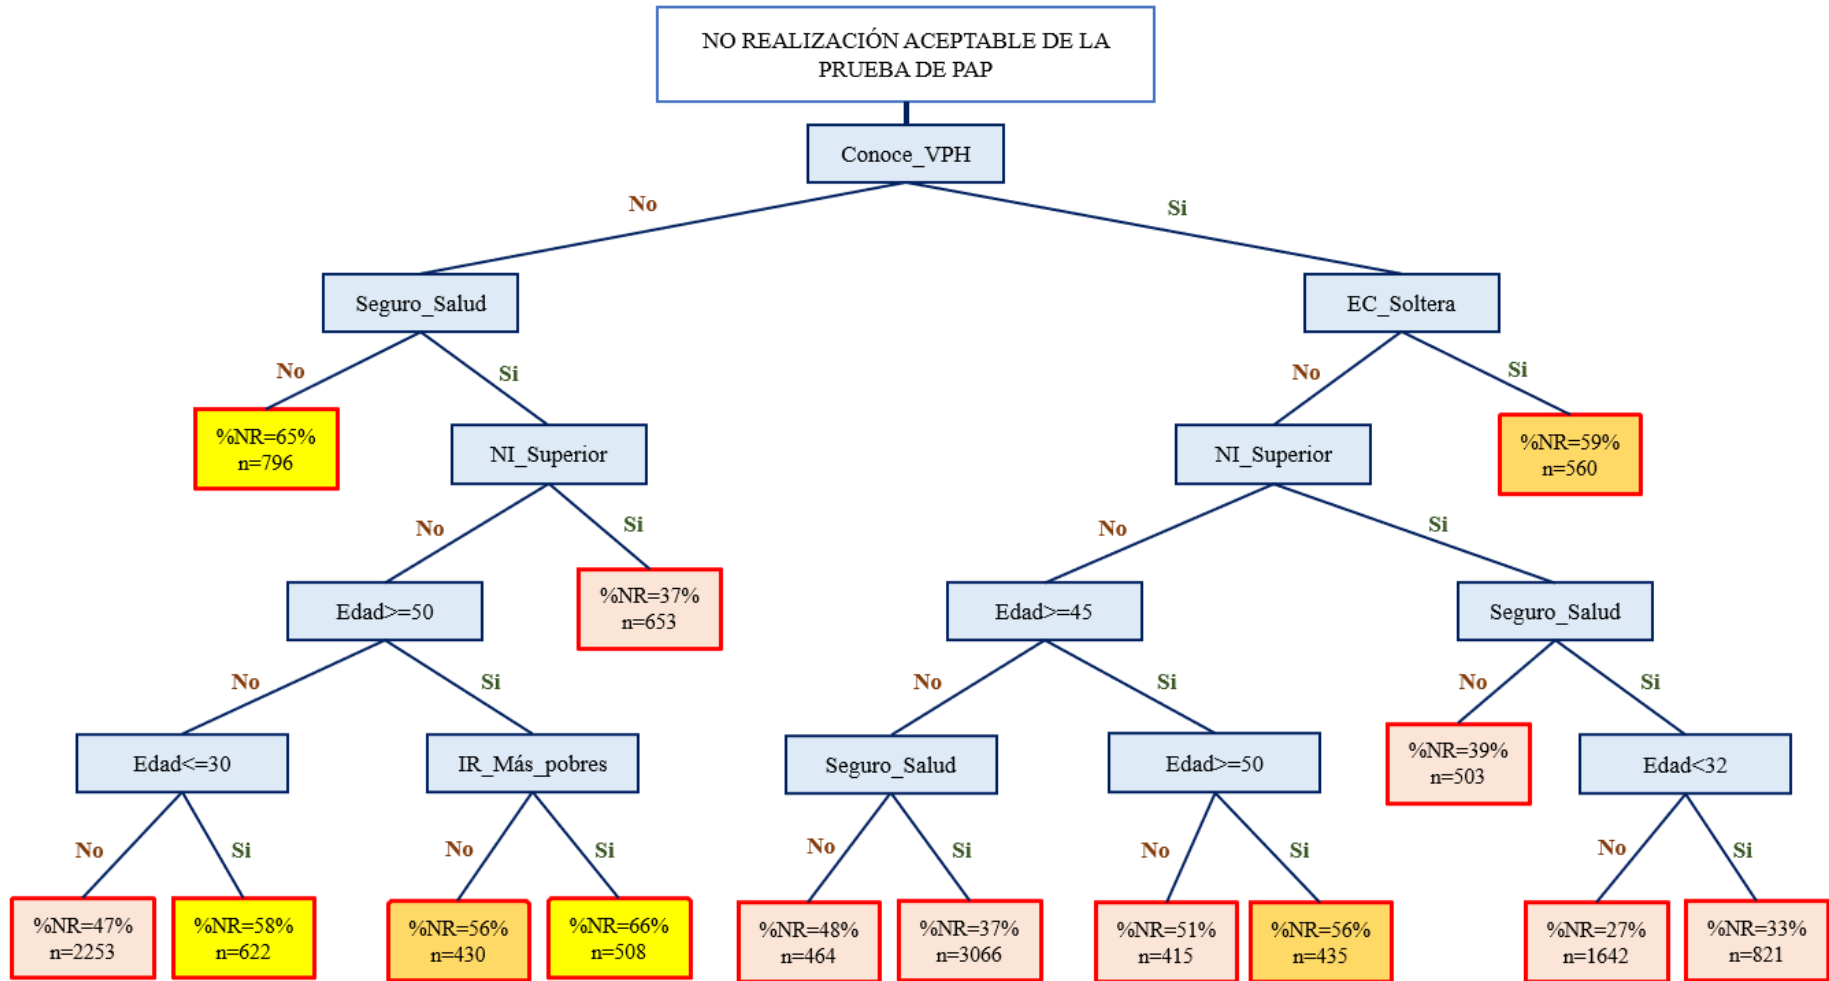 NO REALIZACIÓN ACEPTABLE DE LA
PRUEBA DE PAP
Conoce_VPH
No
Si
Seguro_Salud
EC_Soltera
No
Si
No
Si
%NR=65%
n=796
NI_Superior
NI_Superior
%NR=59%
n=560
No
Si
No
Si
Edad>=50
%NR=37%
n=653
Edad>=45
Seguro_Salud
No
Si
No
Si
No
Si
Edad<=30
IR_Más_pobres
Seguro_Salud
Edad>=50
%NR=39%
n=503
Edad<32
No
Si
No
Si
No
Si
No
Si
No
Si
%NR=47%
n=2253
%NR=58%
n=622
%NR=56%
n=430
%NR=66%
n=508
%NR=48%
n=464
%NR=37%
n=3066
%NR=51%
n=415
%NR=56%
n=435
%NR=27%
n=1642
%NR=33%
n=821